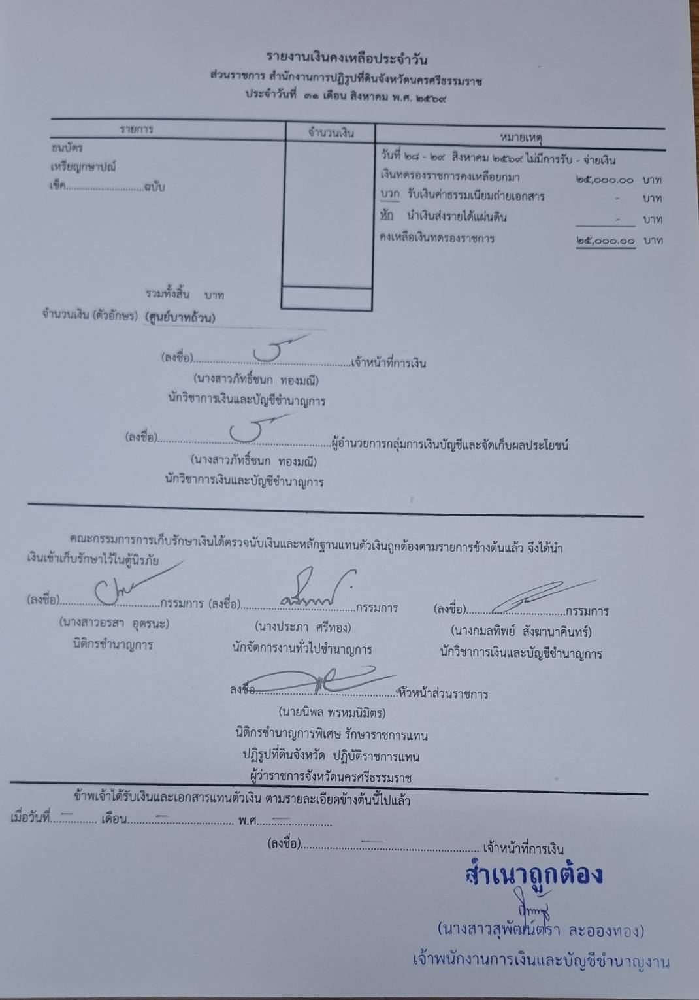 รายงานเงินคงเหลือประจำวัน
ส่วนราชการ สำนักงานการปฏิรูปที่ดินจังหวัดนครศรีธรรมราช
ประจำวันที่ ๓๑ เดือน สิงหาคม พ.ศ. ๒๕๖๙
รายการ จำนวนเงิน หมายเหตุ
ธนบัตร
เหรียญกษาปณ์
เช็ค............................ฉบับ
วันที่ ๒๘ - ๒๙ สิงหาคม ๒๕๖๙ ไม่มีการรับ - จ่ายเงิน
เงินทดรองราชการคงเหลือยกมา ๒๕,๐๐๐.๐๐ บาท
บวก รับเงินค่าธรรมเนียมถ่ายเอกสาร - บาท
หัก นำเงินส่งรายได้แผ่นดิน - บาท
คงเหลือเงินทดรองราชการ ๒๕,๐๐๐.๐๐ บาท
รวมทั้งสิ้น บาท
จำนวนเงิน (ตัวอักษร) (ศูนย์บาทถ้วน)
(ลงชื่อ)........................................................เจ้าหน้าที่การเงิน
(นางสาวภัทธิ์ชนก ทองมณี)
นักวิชาการเงินและบัญชีชำนาญการ
(ลงชื่อ)..............................................................ผู้อำนวยการกลุ่มการเงินบัญชีและจัดเก็บผลประโยชน์
(นางสาวภัทธิ์ชนก ทองมณี)
นักวิชาการเงินและบัญชีชำนาญการ
คณะกรรมการการเก็บรักษาเงินได้ตรวจนับเงินและหลักฐานแทนตัวเงินถูกต้องตามรายการข้างต้นแล้ว จึงได้นำ
เงินเข้าเก็บรักษาไว้ในตู้นิรภัย
(ลงชื่อ)....................................กรรมการ (ลงชื่อ).........................................กรรมการ (ลงชื่อ)...................................กรรมการ
(นางสาวอรสา อุตรนะ) (นางประภา ศรีทอง) (นางกมลทิพย์ สังฆานาคินทร์)
นิติกรชำนาญการ นักจัดการงานทั่วไปชำนาญการ นักวิชาการเงินและบัญชีชำนาญการ
ลงชื่อ...................................................หัวหน้าส่วนราชการ
(นายนิพล พรหมนิมิตร)
นิติกรชำนาญการพิเศษ รักษาราชการแทน
ปฏิรูปที่ดินจังหวัด ปฏิบัติราชการแทน
ผู้ว่าราชการจังหวัดนครศรีธรรมราช
ข้าพเจ้าได้รับเงินและเอกสารแทนตัวเงิน ตามรายละเอียดข้างต้นนี้ไปแล้ว
เมื่อวันที่.....–........... เดือน...........–.......................... พ.ศ......–....................
(ลงชื่อ).......................–....................................... เจ้าหน้าที่การเงิน
สำเนาถูกต้อง
(นางสาวสุพัฒน์ตรา ละอองทอง)
เจ้าพนักงานการเงินและบัญชีชำนาญงาน